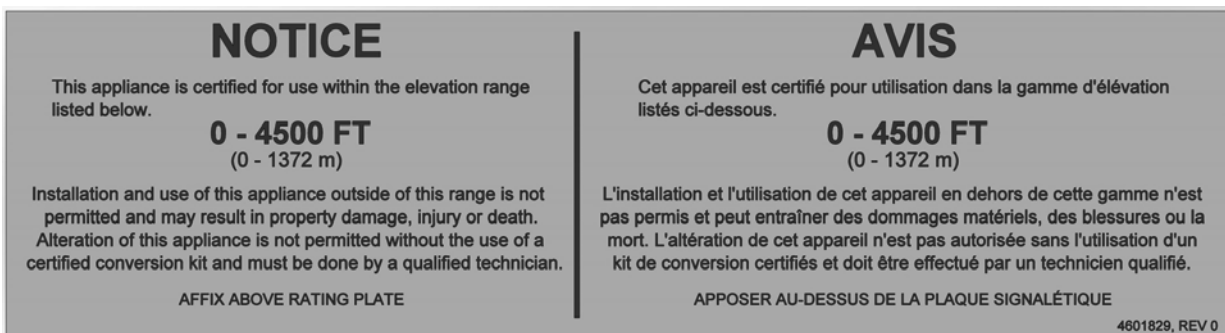 NOTICE
This appliance is certified for use within the elevation range
listed below.
0 - 4500 FT
(0 - 1372 m)
Installation and use of this appliance outside of this range is not
permitted and may result in property damage, injury or death.
Alteration of this appliance is not permitted without the use of a
certified conversion kit and must be done by a qualified technician.
AFFIX ABOVE RATING PLATE
AVIS
Cet appareil est certifié pour utilisation dans la gamme d'élévation
listés ci-dessous.
0 - 4500 FT
(0 - 1372 m)
L'installation et l'utilisation de cet appareil en dehors de cette gamme n'est
pas permis et peut entraîner des dommages matériels, des blessures ou la
mort. L'altération de cet appareil n'est pas autorisée sans l'utilisation d'un
kit de conversion certifiés et doit être effectué par un technicien qualifié.
APPOSER AU-DESSUS DE LA PLAQUE SIGNALÉTIQUE
4601829, REV 0